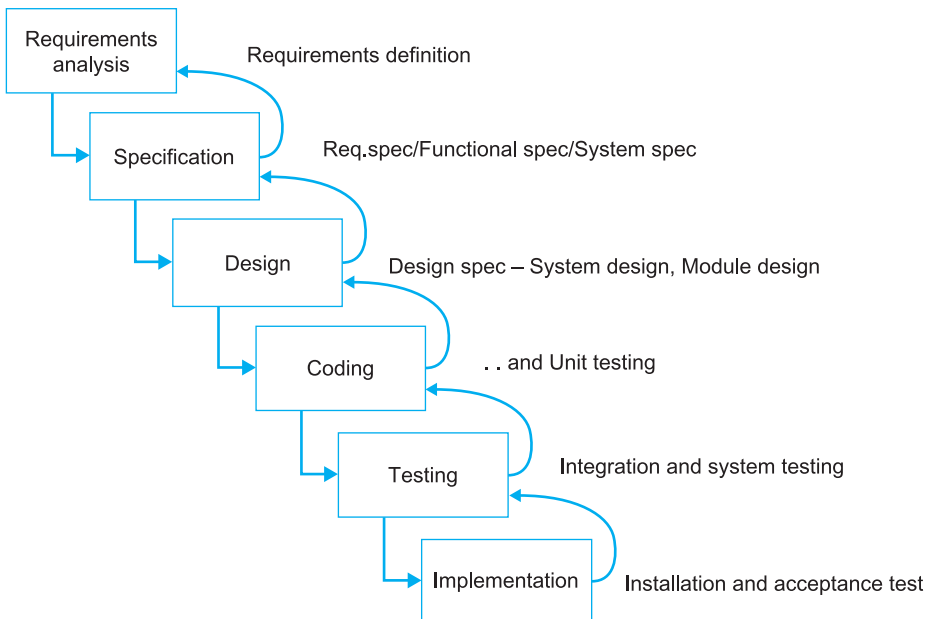 Requirements
analysis
Requirements definition
Specification
Req.spec/Functional spec/System spec
Design
Design spec – System design, Module design
Coding
. . and Unit testing
Testing
Integration and system testing
Implementation
Installation and acceptance test